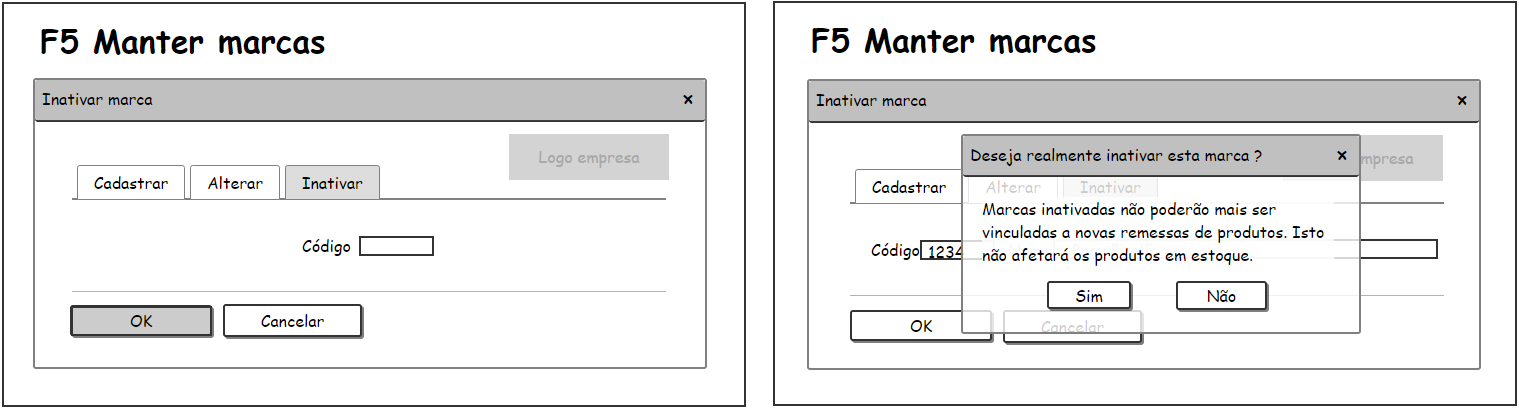 F5 Manter marcas
Inativar marca ×
Logo empresa
Cadastrar Alterar Inativar
Código
OK Cancelar
F5 Manter marcas
Inativar marca ×
mpresa
Deseja realmente inativar esta marca ? ×
Cadastrar Alterar Inativar
Marcas inativadas não poderão mais ser
vinculadas a novas remessas de produtos. Isto
não afetará os produtos em estoque.
Código 1234
Sim Não
OK Cancelar